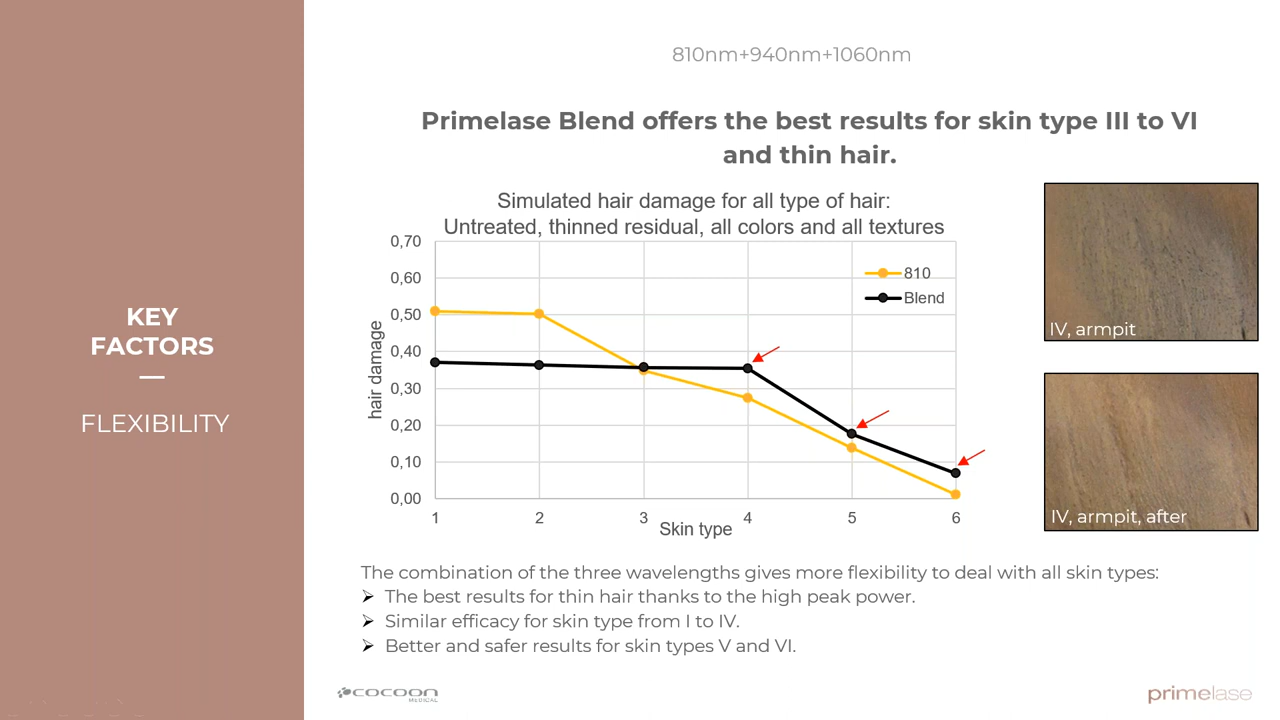 810nm+940nm+1060nm
Primelase Blend offers the best results for skin type III to VI
and thin hair.
KEY
FACTORS
FLEXIBILITY
Simulated hair damage for all type of hair:
Untreated, thinned residual, all colors and all textures
0,70
0,60
0,50
0,40
0,30
0,20
0,10
0,00
hair damage
810
Blend
1 2 3 4 5 6
Skin type
IV, armpit
IV, armpit, after
The combination of the three wavelengths gives more flexibility to deal with all skin types:
➢ The best results for thin hair thanks to the high peak power.
➢ Similar efficacy for skin type from I to IV.
➢ Better and safer results for skin types V and VI.
COCOON
MEDICAL
primelase